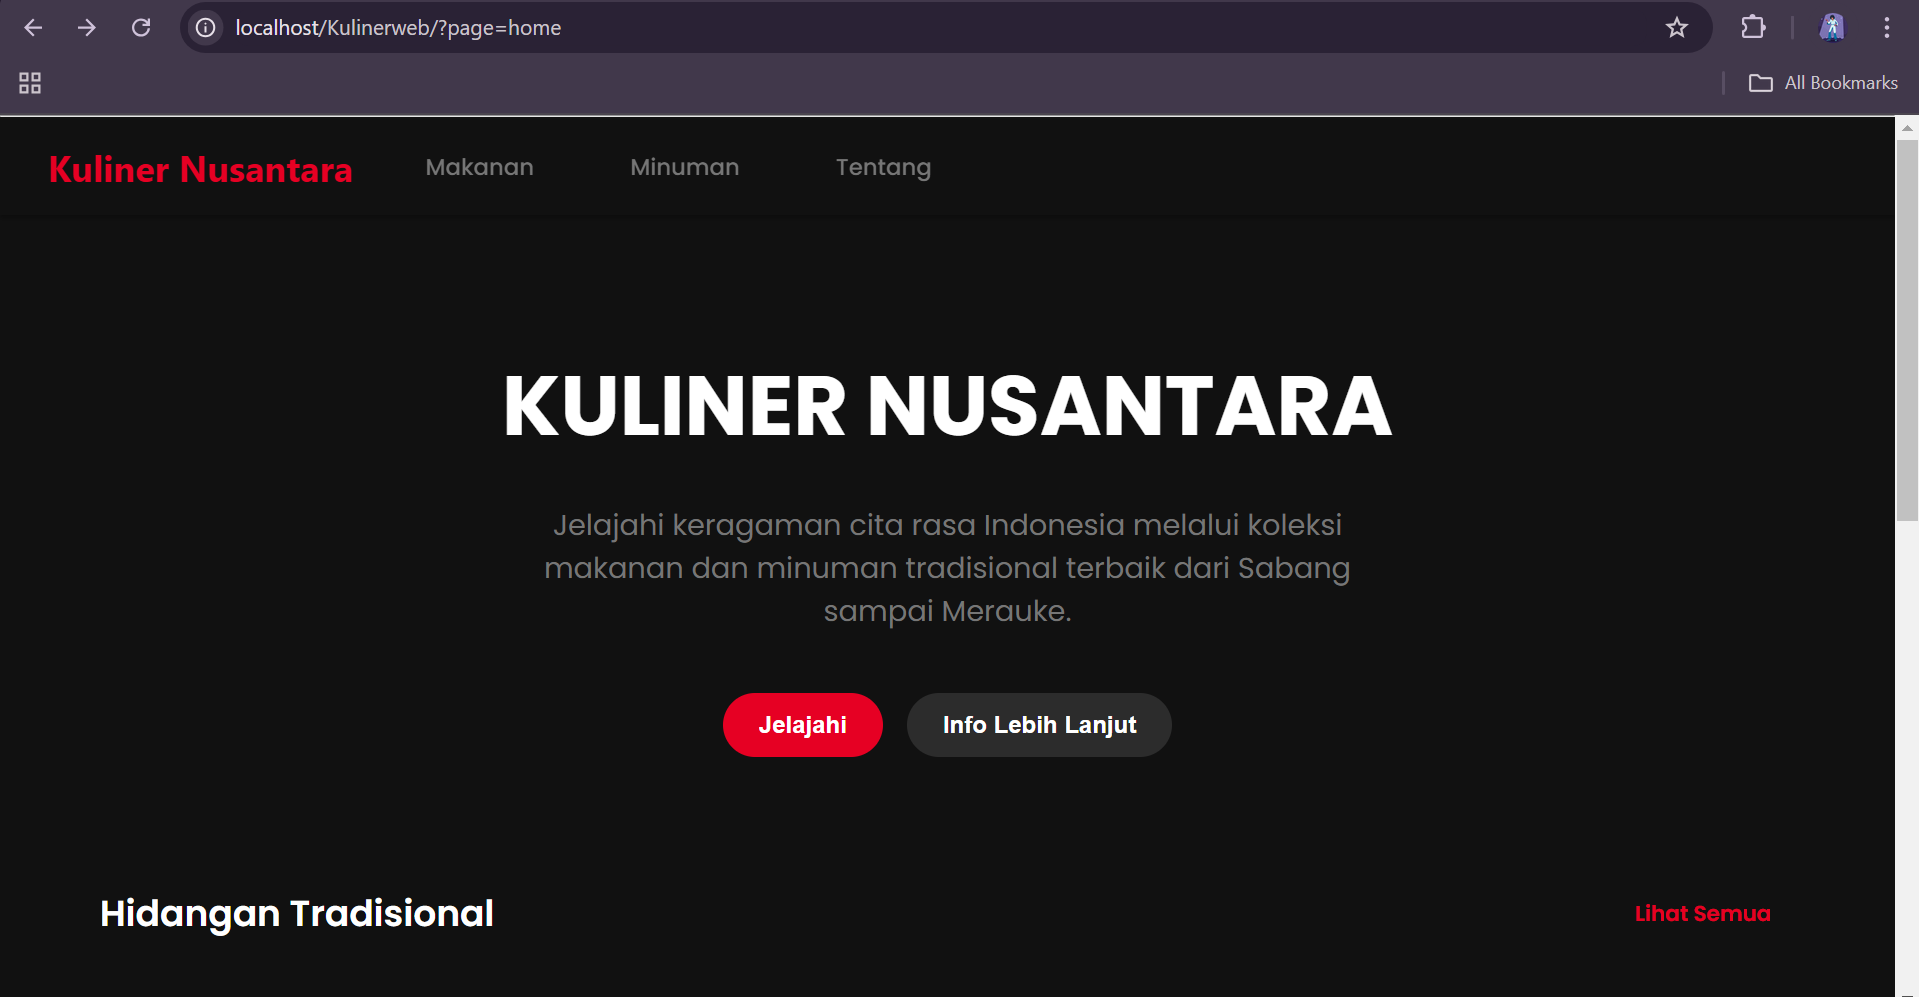 localhost/Kulinerweb/?page=home
All Bookmarks
Kuliner Nusantara
Makanan
Minuman
Tentang
KULINER NUSANTARA
Jelajahi keragaman cita rasa Indonesia melalui koleksi
makanan dan minuman tradisional terbaik dari Sabang
sampai Merauke.
Jelajahi
Info Lebih Lanjut
Hidangan Tradisional
Lihat Semua